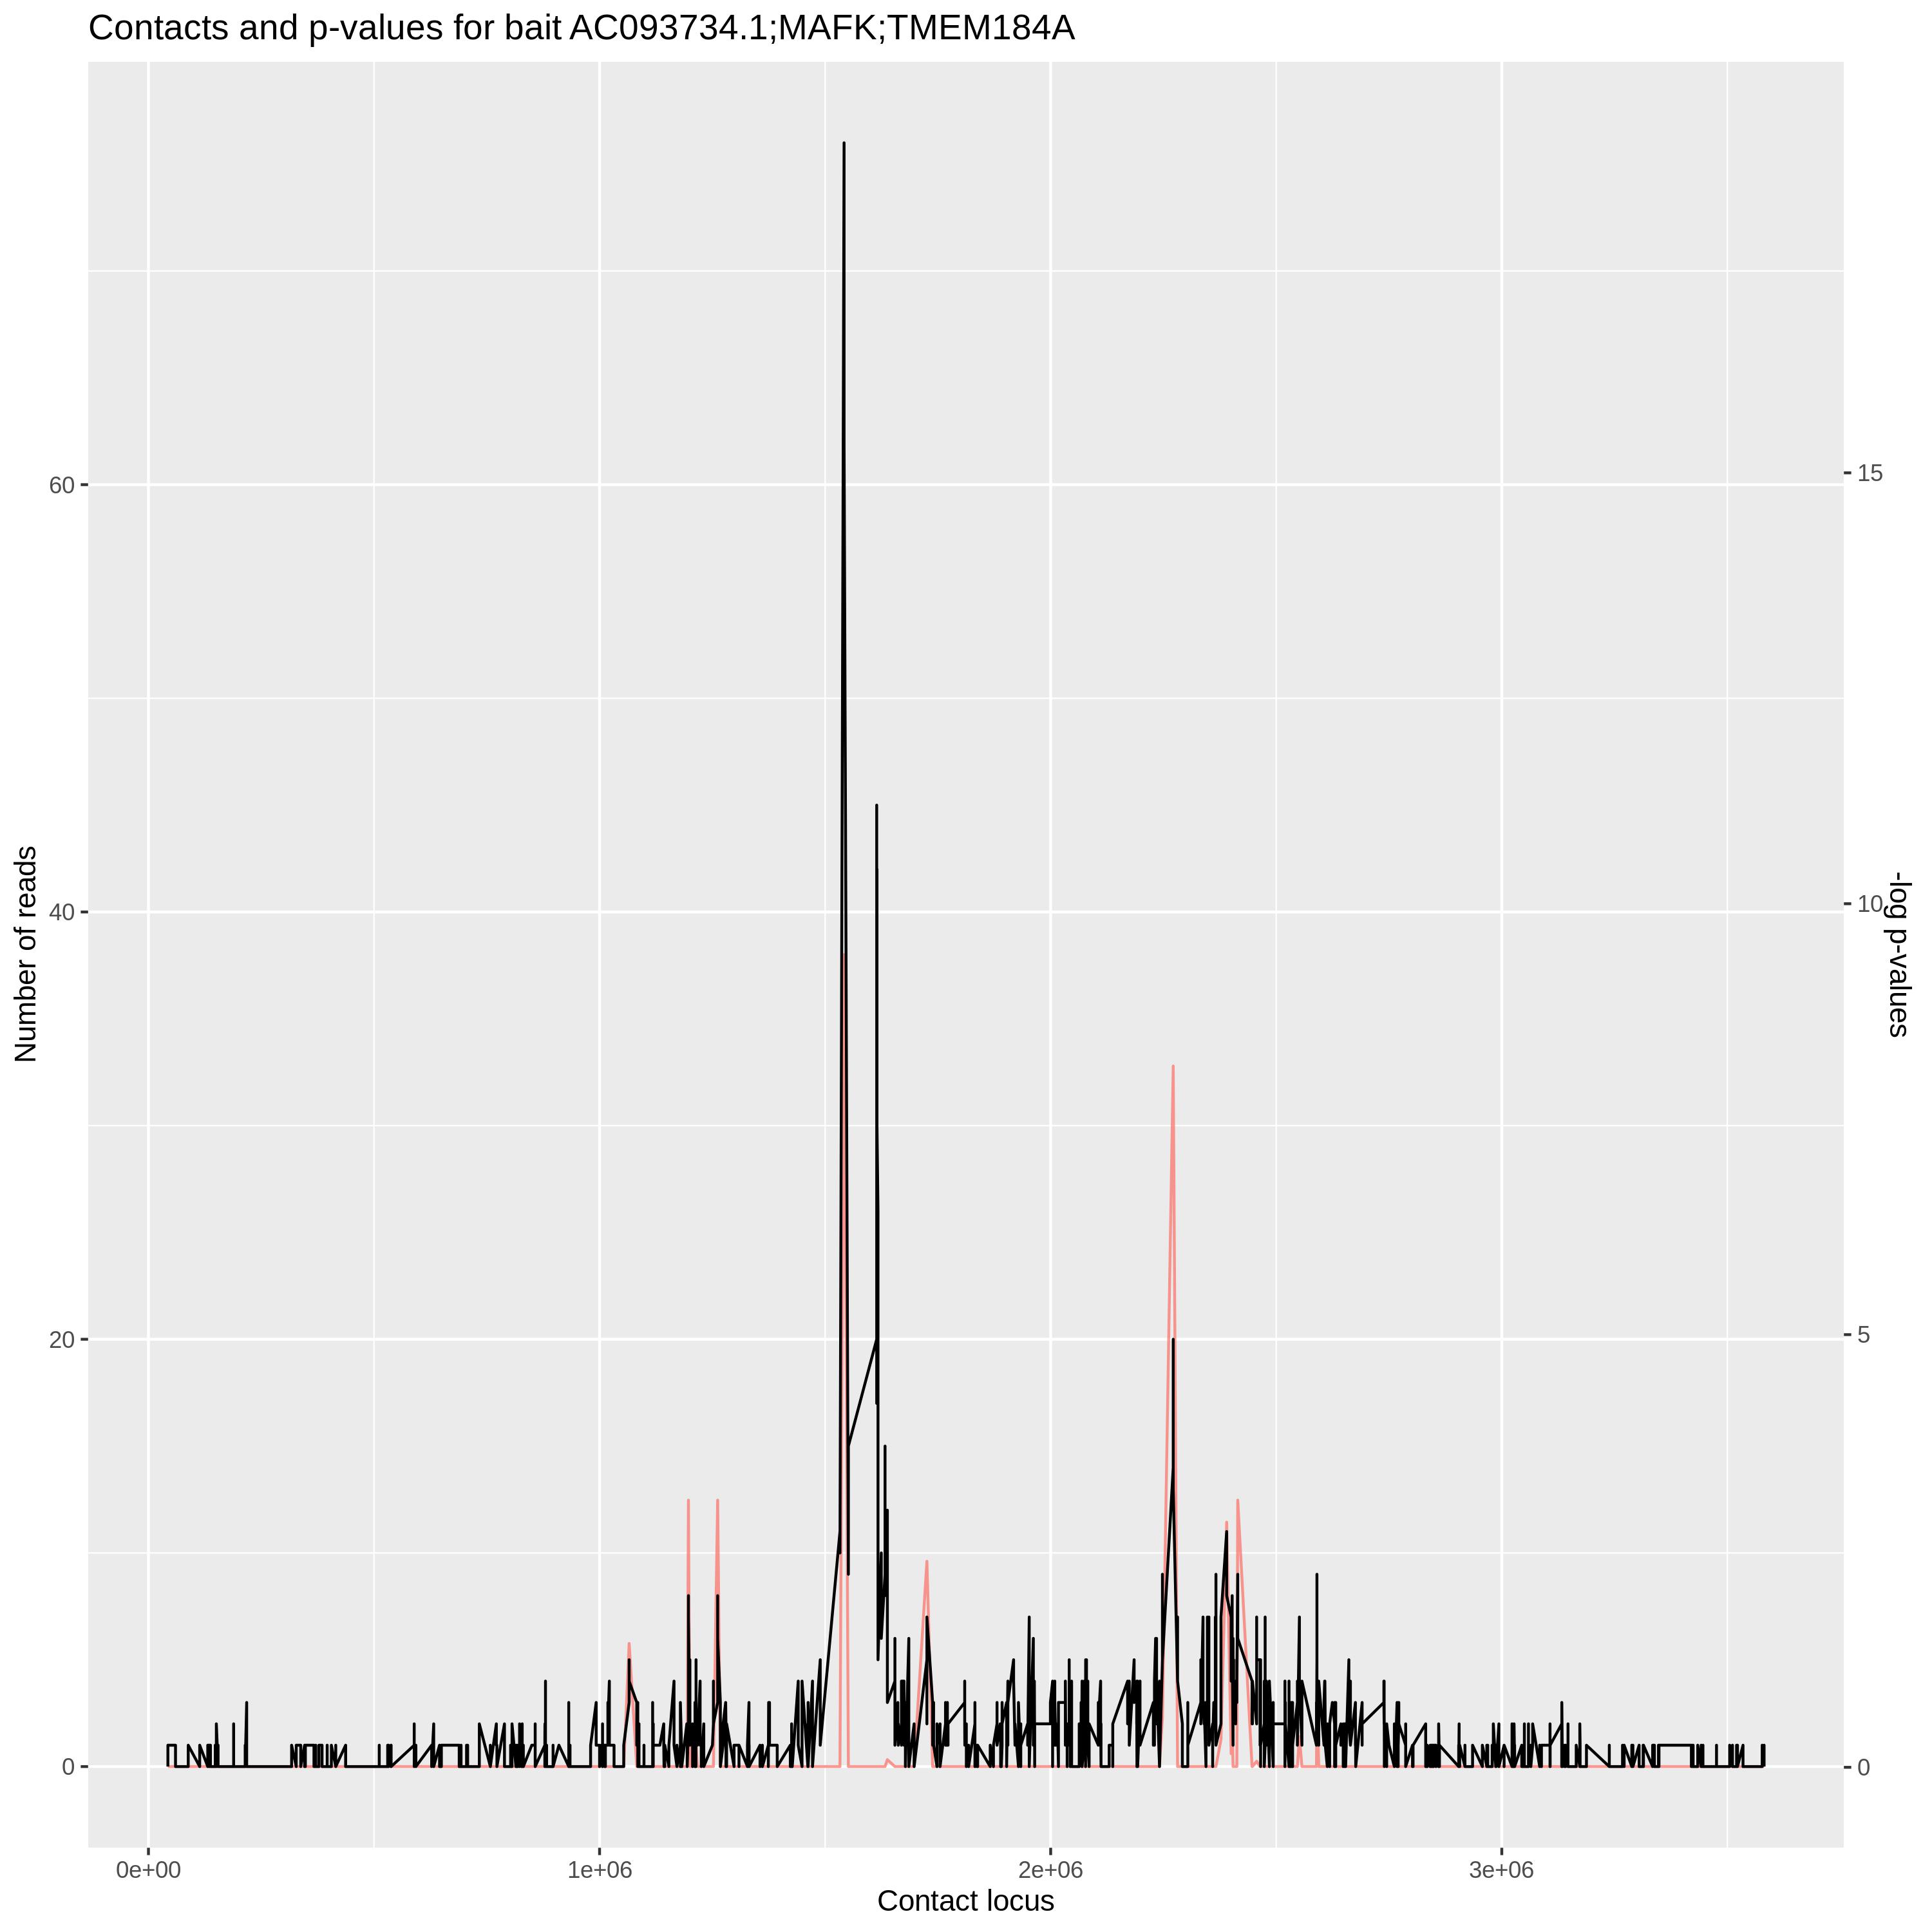 Contacts and p-values for bait AC093734.1;MAFK;TMEM184A
60
40
20
0
Number of reads
15
10
5
0
-log p-values
0e+00
1e+06
2e+06
3e+06
Contact locus